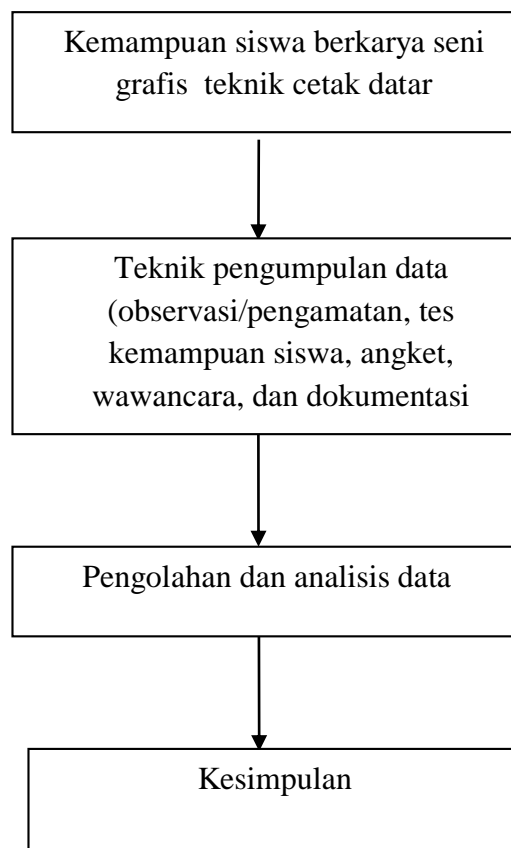 Kemampuan siswa berkarya seni
grafis teknik cetak datar
Teknik pengumpulan data
(observasi/pengamatan, tes
kemampuan siswa, angket,
wawancara, dan dokumentasi
Pengolahan dan analisis data
Kesimpulan